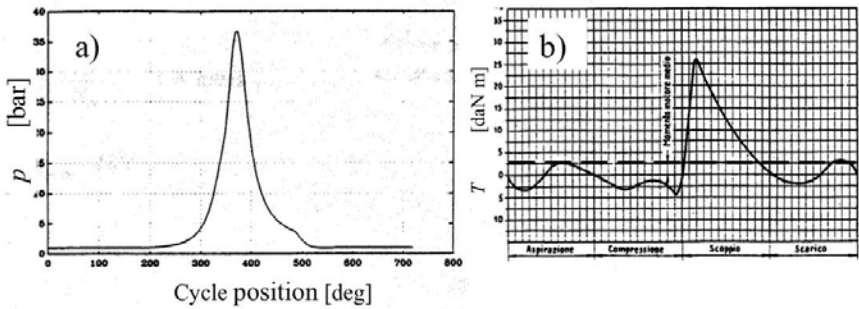 a)
p [bar]
40
35
30
25
20
15
10
5
0
0 100 200 300 400 500 600 700 800
Cycle position [deg]
b)
T [daN m]
35
30
25
20
15
10
5
0
5
10
Momento motore medio
Aspirazione Compressione Scoppio Scarico